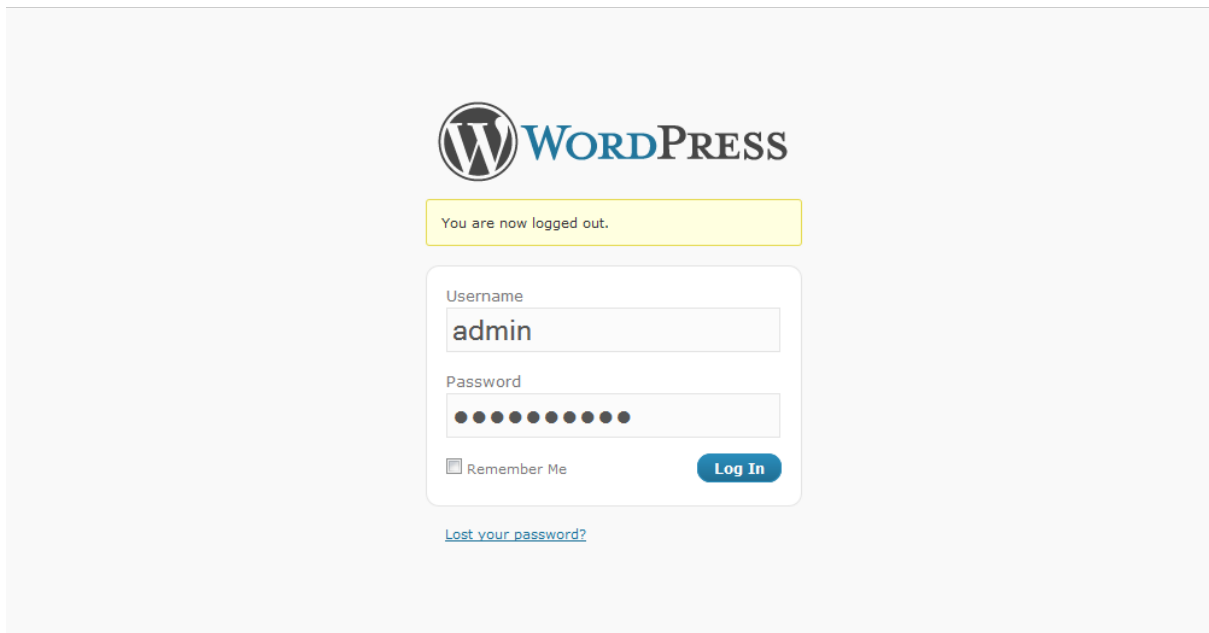 WORDPRESS
You are now logged out.
Username
admin
Password
●●●●●●●●●●
Remember Me
Log In
Lost your password?